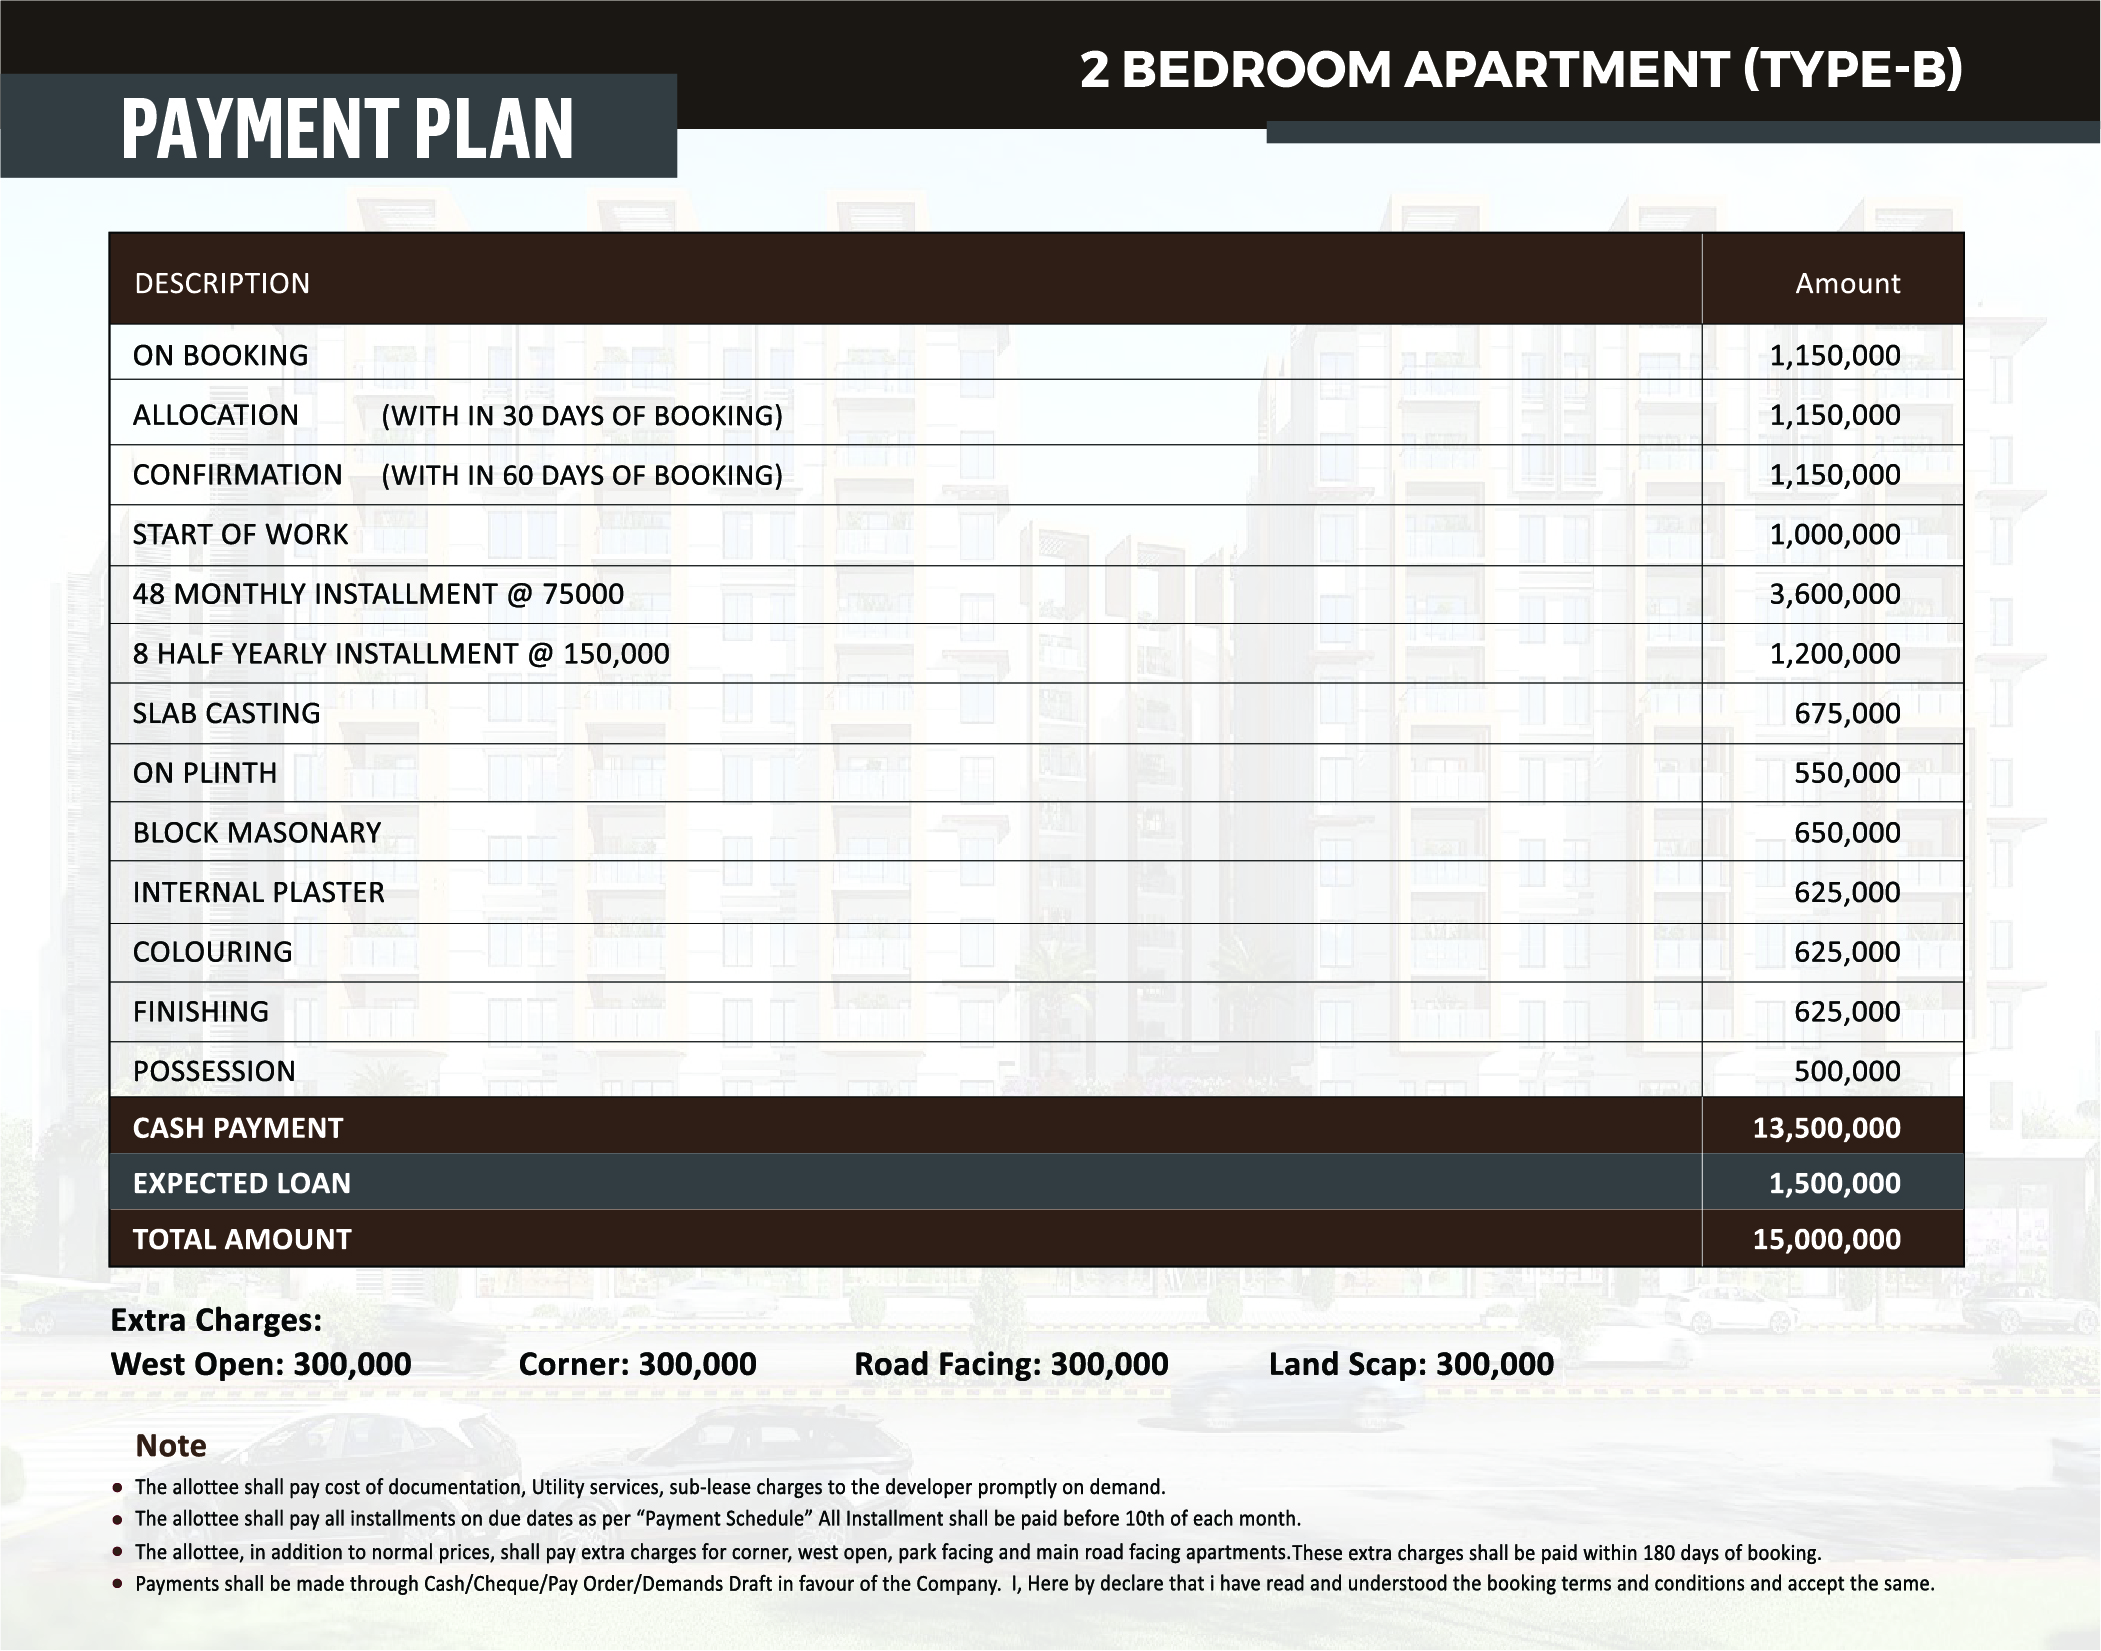 2 BEDROOM APARTMENT (TYPE-B)
PAYMENT PLAN
DESCRIPTION Amount
ON BOOKING 1,150,000
ALLOCATION (WITH IN 30 DAYS OF BOOKING) 1,150,000
CONFIRMATION (WITH IN 60 DAYS OF BOOKING) 1,150,000
START OF WORK 1,000,000
48 MONTHLY INSTALLMENT @ 75000 3,600,000
8 HALF YEARLY INSTALLMENT @ 150,000 1,200,000
SLAB CASTING 675,000
ON PLINTH 550,000
BLOCK MASONARY 650,000
INTERNAL PLASTER 625,000
COLOURING 625,000
FINISHING 625,000
POSSESSION 500,000
CASH PAYMENT 13,500,000
EXPECTED LOAN 1,500,000
TOTAL AMOUNT 15,000,000
Extra Charges:
West Open: 300,000 Corner: 300,000 Road Facing: 300,000 Land Scap: 300,000
Note
• The allottee shall pay cost of documentation, Utility services, sub-lease charges to the developer promptly on demand.
• The allottee shall pay all installments on due dates as per “Payment Schedule” All Installment shall be paid before 10th of each month.
• The allottee, in addition to normal prices, shall pay extra charges for corner, west open, park facing and main road facing apartments.These extra charges shall be paid within 180 days of booking.
• Payments shall be made through Cash/Cheque/Pay Order/Demands Draft in favour of the Company. I, Here by declare that i have read and understood the booking terms and conditions and accept the same.